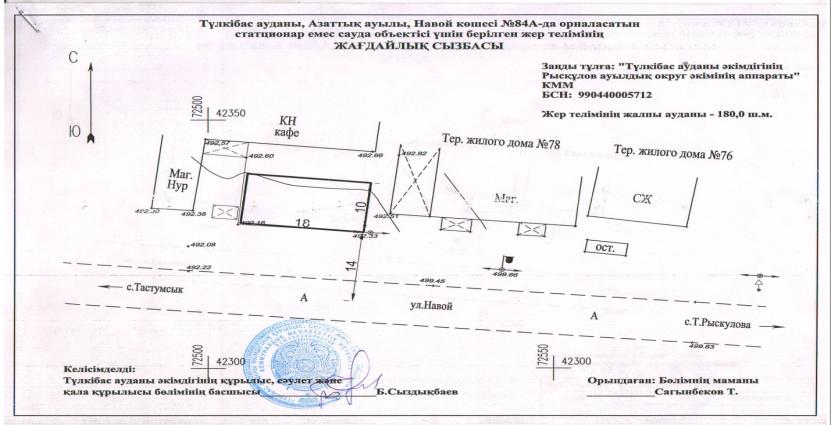 Түлкібас ауданы, Азаттық ауылы, Навой көшесі №84А-да орналасатын
стационар емес сауда объектісі үшін берілген жер телімінің
ЖАҒДАЙЛЫҚ СЫЗБАСЫ
Заңды тұлға: "Түлкібас ауданы әкімдігінің
Рысқұлов ауылдық округ әкімінің аппараты"
КММ
БСН: 990440005712
Жер телімінің жалпы ауданы - 180,0 ш.м.
С
Ю
72500
42350
КН
кафе
492.57
492.60
492.66
492.82
Тер. жилого дома №78
Тер. жилого дома №76
Маг.
Нур
Маг.
СЖ
10
18
492.36
492.16
492.51
492.33
ост.
492.08
14
492.22
499.45
499.66
с.Тастумсык
А
ул.Навой
А
с.Т.Рыскулова
499.63
72500
42300
72550
42300
Келісімделді:
Түлкібас ауданы әкімдігінің құрылыс, сәулет және
қала құрылысы бөлімінің басшысы Б.Сыздықбаев
Орындаған: Бөлімнің маманы
Сағынбеков Т.